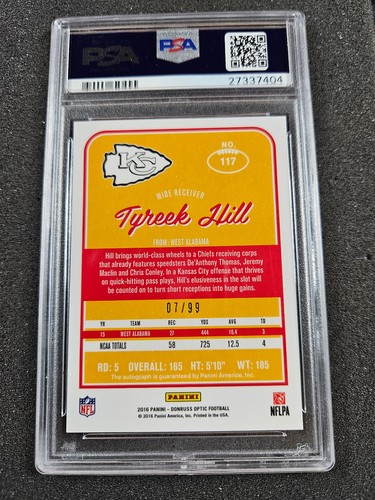 PSA
PSA
27337404
KC
NO.
117
WIDE RECEIVER
Tyreek Hill
FROM: WEST ALABAMA
Hill brings world-class wheels to a Chiefs receiving corps
that already features speedsters De'Anthony Thomas, Jeremy
Maclin and Chris Conley. In a Kansas City offense that thrives
on quick-hitting pass plays, Hill's elusiveness in the slot will
be counted on to turn short receptions into huge gains.
07/99
YR TEAM REC YDS AVG TD
15 WEST ALABAMA 27 444 16.4 3
NCAA TOTALS 58 725 12.5 4
RD: 5 OVERALL: 165 HT: 5'10" WT: 185
The autograph is guaranteed by Panini America, Inc.
NFL
PANINI
NFLPA
2016 PANINI - DONRUSS OPTIC FOOTBALL
© 2016 Panini America, Inc. Printed in the USA.